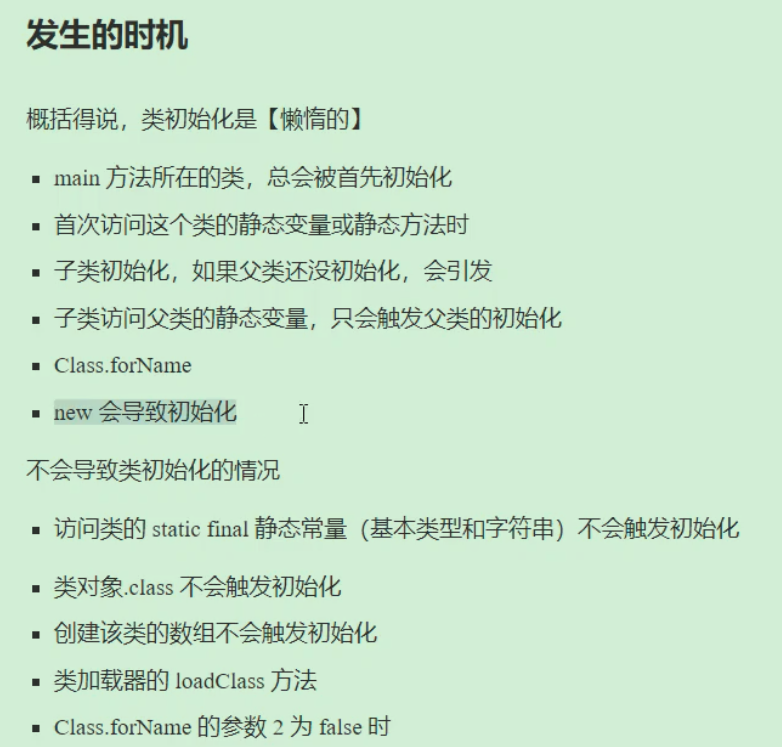 发生的时机
概括得说，类初始化是【懒惰的】
▪ main 方法所在的类，总会被首先初始化
▪ 首次访问这个类的静态变量或静态方法时
▪ 子类初始化，如果父类还没初始化，会引发
▪ 子类访问父类的静态变量，只会触发父类的初始化
▪ Class.forName
▪ new 会导致初始化
不会导致类初始化的情况
▪ 访问类的 static final 静态常量（基本类型和字符串）不会触发初始化
▪ 类对象.class 不会触发初始化
▪ 创建该类的数组不会触发初始化
▪ 类加载器的 loadClass 方法
▪ Class.forName 的参数 2 为 false 时